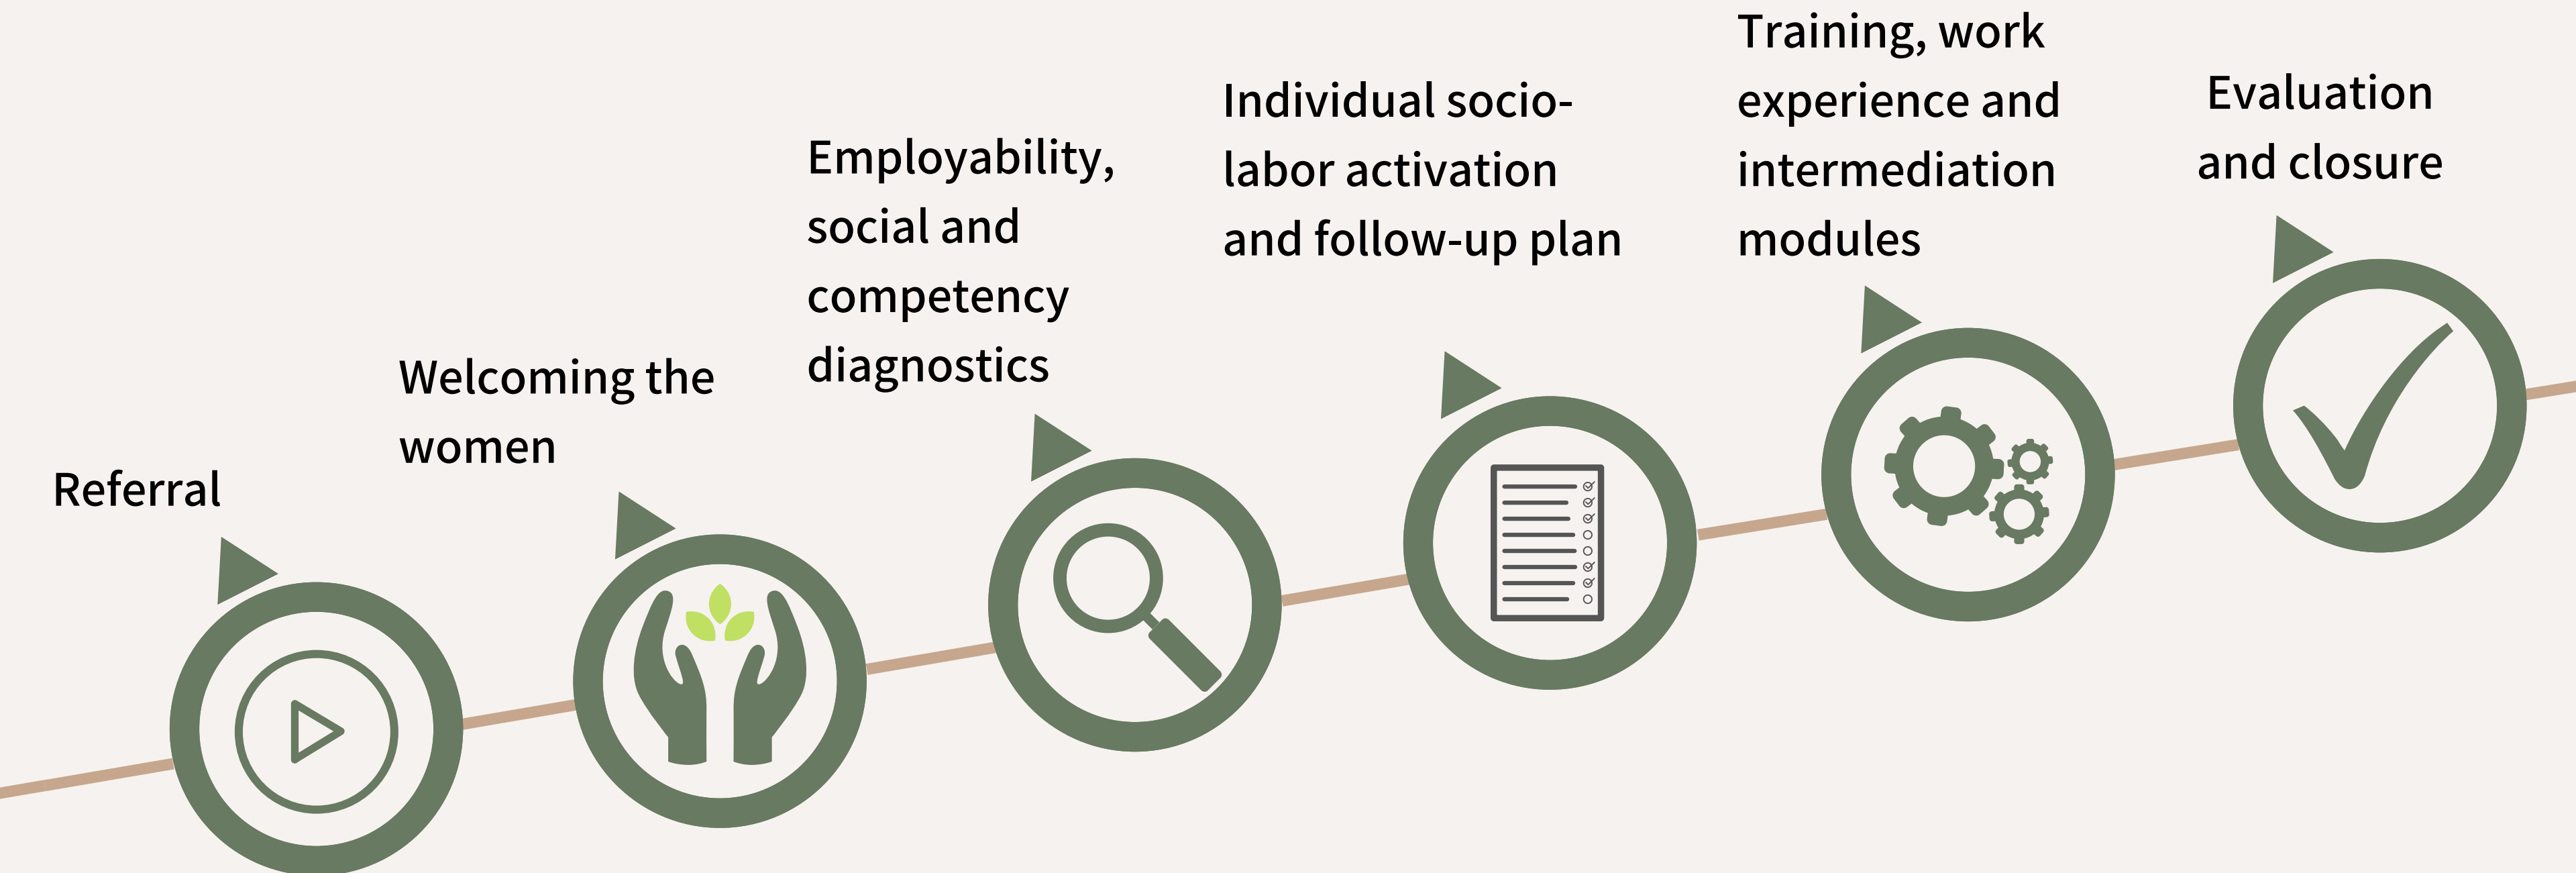 Referral
Welcoming the
women
Employability,
social and
competency
diagnostics
Individual socio-
labor activation
and follow-up plan
Training, work
experience and
intermediation
modules
Evaluation
and closure